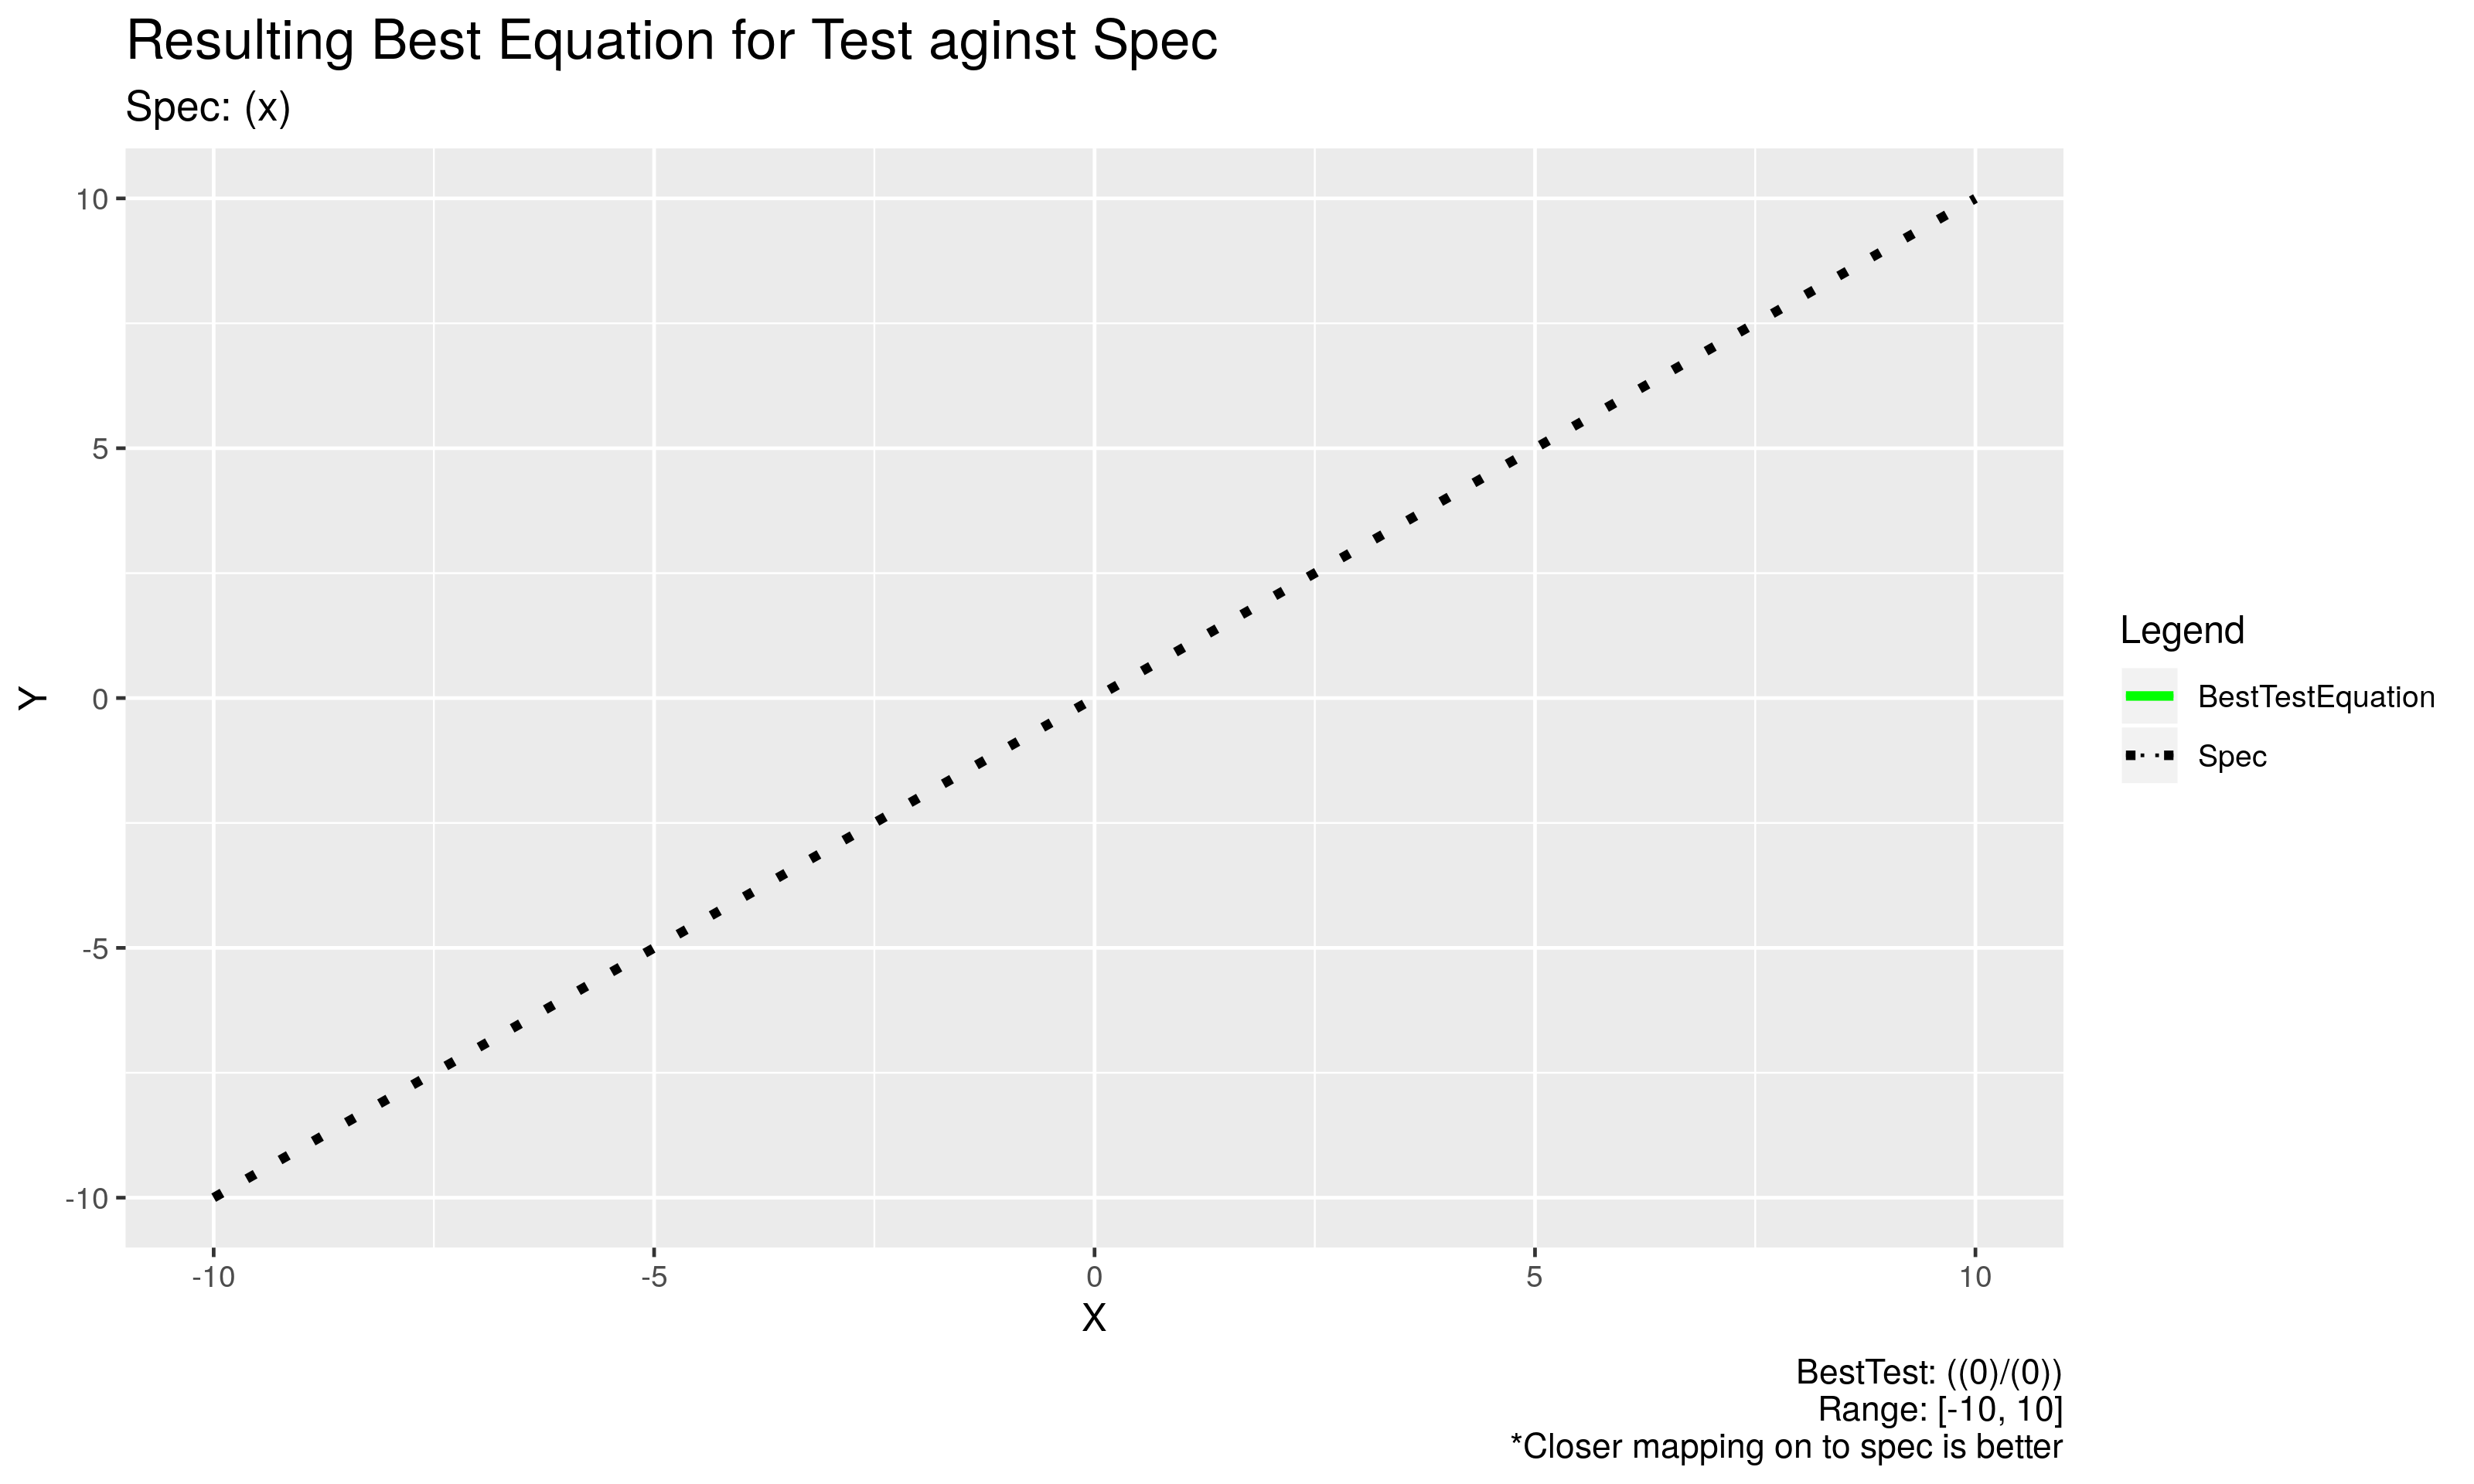 Resulting Best Equation for Test aginst Spec
Spec: (x)
10
5
0
-5
-10
Y
-10
-5
0
5
10
X
Legend
BestTestEquation
Spec
BestTest: ((0)/(0))
Range: [-10, 10]
*Closer mapping on to spec is better